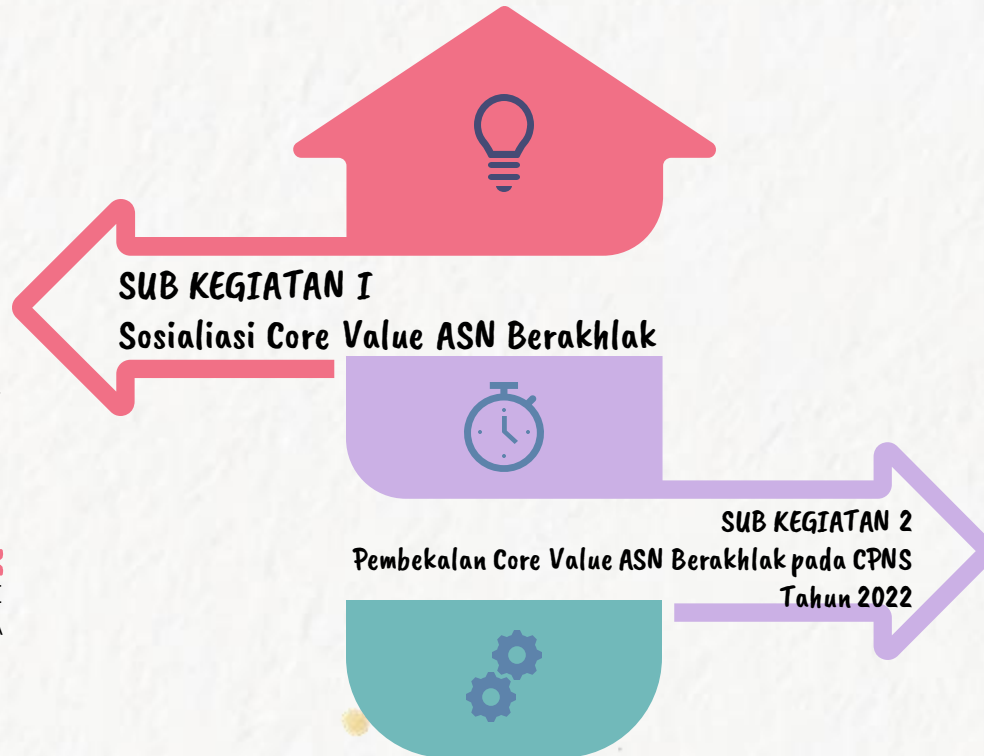 SUB KEGIATAN I
Sosialiasi Core Value ASN Berakhlak
SUB KEGIATAN 2
Pembekalan Core Value ASN Berakhlak pada CPNS
Tahun 2022